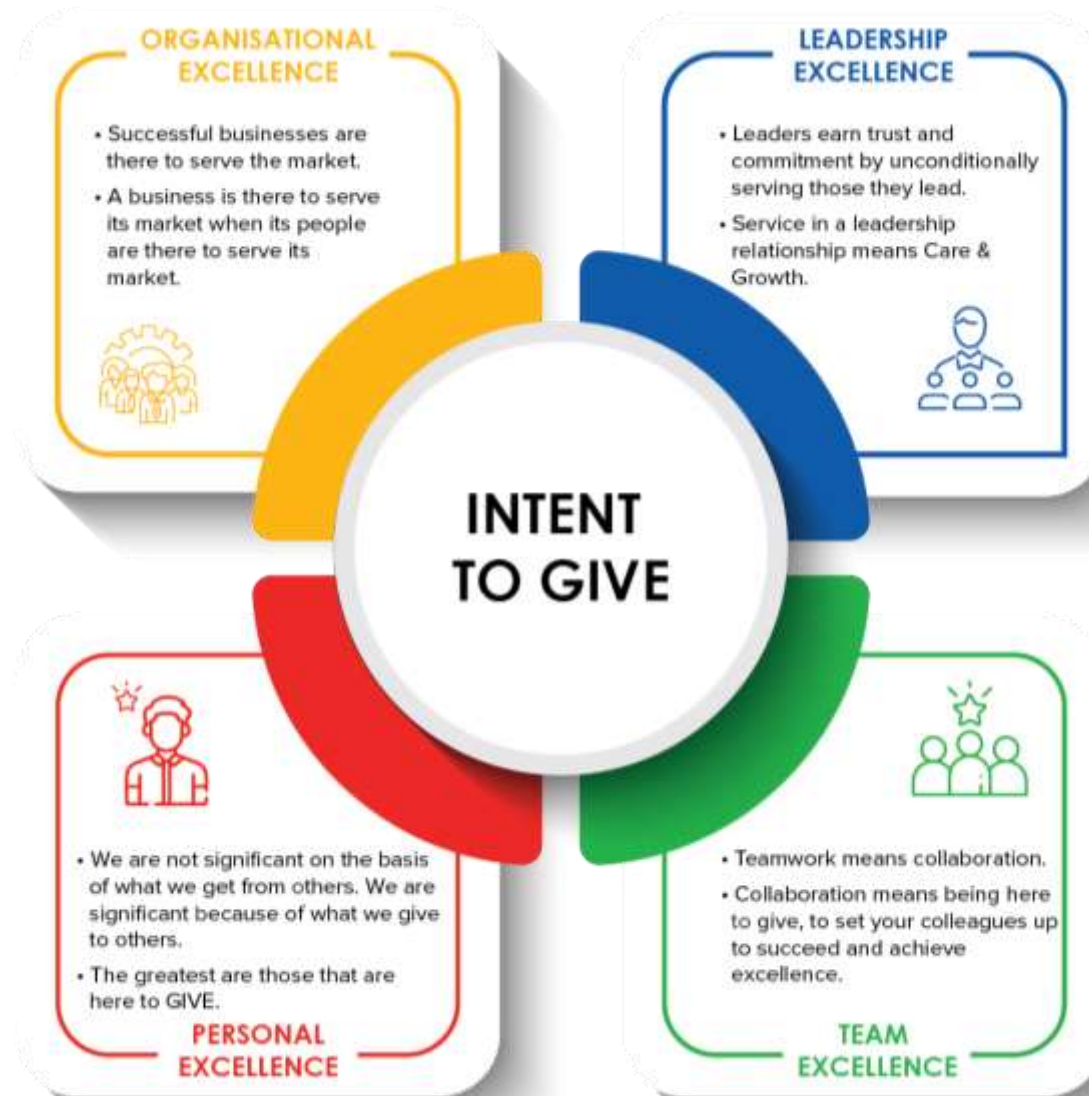 ORGANISATIONAL
EXCELLENCE
• Successful businesses are
there to serve the market.
• A business is there to serve
its market when its people
are there to serve its
market.
LEADERSHIP
EXCELLENCE
• Leaders earn trust and
commitment by unconditionally
serving those they lead.
• Service in a leadership
relationship means Care &
Growth.
INTENT
TO GIVE
• We are not significant on the basis
of what we get from others. We are
significant because of what we give
to others.
• The greatest are those that are
here to GIVE.
PERSONAL
EXCELLENCE
• Teamwork means collaboration.
• Collaboration means being here
to give, to set your colleagues up
to succeed and achieve
excellence.
TEAM
EXCELLENCE